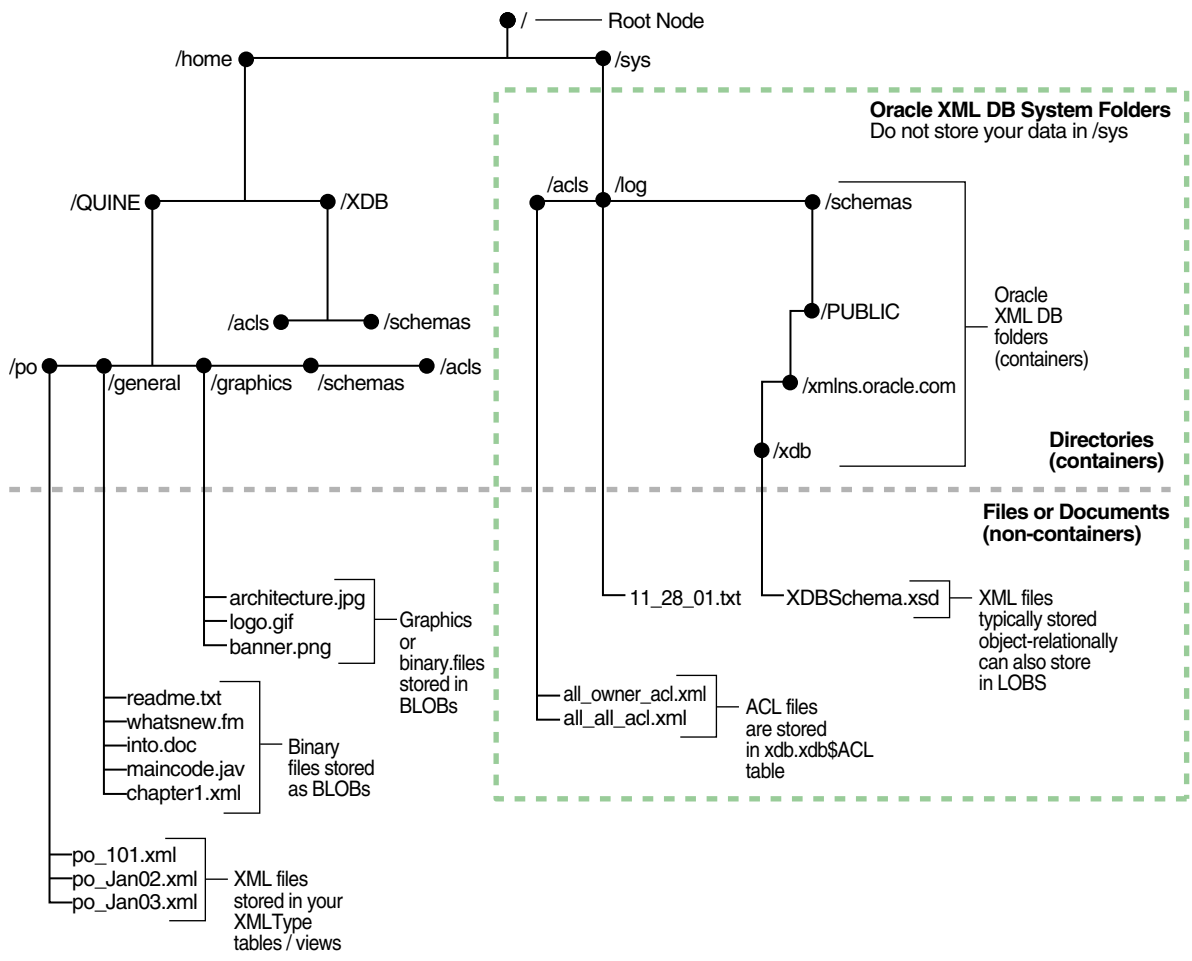 /
Root Node
/home
/sys
Oracle XML DB System Folders
Do not store your data in /sys
/QUINE
/XDB
/acls
/log
/schemas
/acls
/schemas
/PUBLIC
Oracle
XML DB
folders
(containers)
/po
/general
/graphics
/schemas
/acls
/xmlns.oracle.com
/xdb
Directories
(containers)
Files or Documents
(non-containers)
architecture.jpg
logo.gif
banner.png
Graphics
or
binary.files
stored in
BLOBs
11_28_01.txt
XDBSchema.xsd
XML files
typically stored
object-relationally
can also store
in LOBS
readme.txt
whatsnew.fm
into.doc
maincode.jav
chapter1.xml
Binary
files stored
as BLOBs
all_owner_acl.xml
all_all_acl.xml
ACL files
are stored
in xdb.xdb$ACL
table
po_101.xml
po_Jan02.xml
po_Jan03.xml
XML files
stored in your
XMLType
tables / views